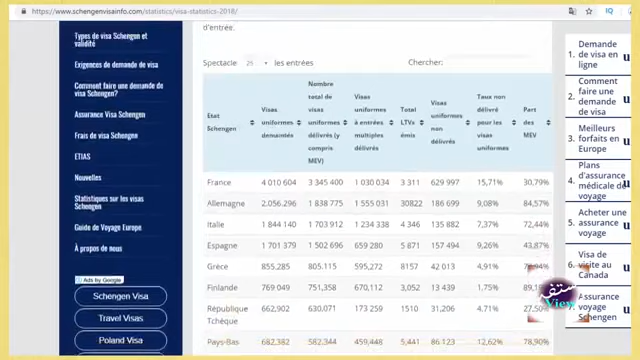 https://www.schengenvisainfo.com/statistics/visa-statistics-2018/
IQ
d'entrée.
Types de visa Schengen et
validité
Exigences de demande de visa
Comment faire une demande
de visa Schengen?
Assurance Visa Schengen
Frais de visa Schengen
ETIAS
Nouvelles
Statistiques sur les visas
Schengen
Guide de Voyage Europe
À propos de nous
Ads by Google
Schengen Visa
Travel Visas
Poland Visa
Spectacle 25 les entrées
Chercher:
Etat
Schengen
Visas
uniformes
demandés
Nombre
total de
visas
uniformes
délivrés (y
compris
MEV)
Visas
uniformes
à entrées
multiples
délivrés
Total
LTVs
émis
Visas
uniformes
non
délivrés
Taux non
délivré
pour les
visas
uniformes
Part
des
MEV
France 4 010 604 3 345 400 1 030 034 3 311 629 997 15,71% 30,79%
Allemagne 2.056.296 1 838 775 1 555 031 30822 186 699 9,08% 84,57%
Italie 1 844 140 1 703 912 1 234 338 4 346 135 882 7,37% 72,44%
Espagne 1 701 379 1 502 696 659 280 5 871 157 494 9,26% 43,87%
Grèce 855,285 805.115 595,272 8157 42 013 4,91%
Finlande 769 049 751,358 670,112 3,052 13 439 1,75%
République
Tchèque
662,902 630,071 173 259 1510 31,206 4.71% 27,50%
Pays-Bas 682,382 582,344 459,448 5,441 86.123 12,62% 78,90%
1. Demande
de visa en
ligne
2. Comment
faire une
demande
de visa
3. Meilleurs
forfaits en
Europe
4. Plans
d'assurance
médicale de
voyage
5. Acheter une
assurance
voyage
6. Visa de
visite au
Canada
7. Assurance
voyage
Schengen
View